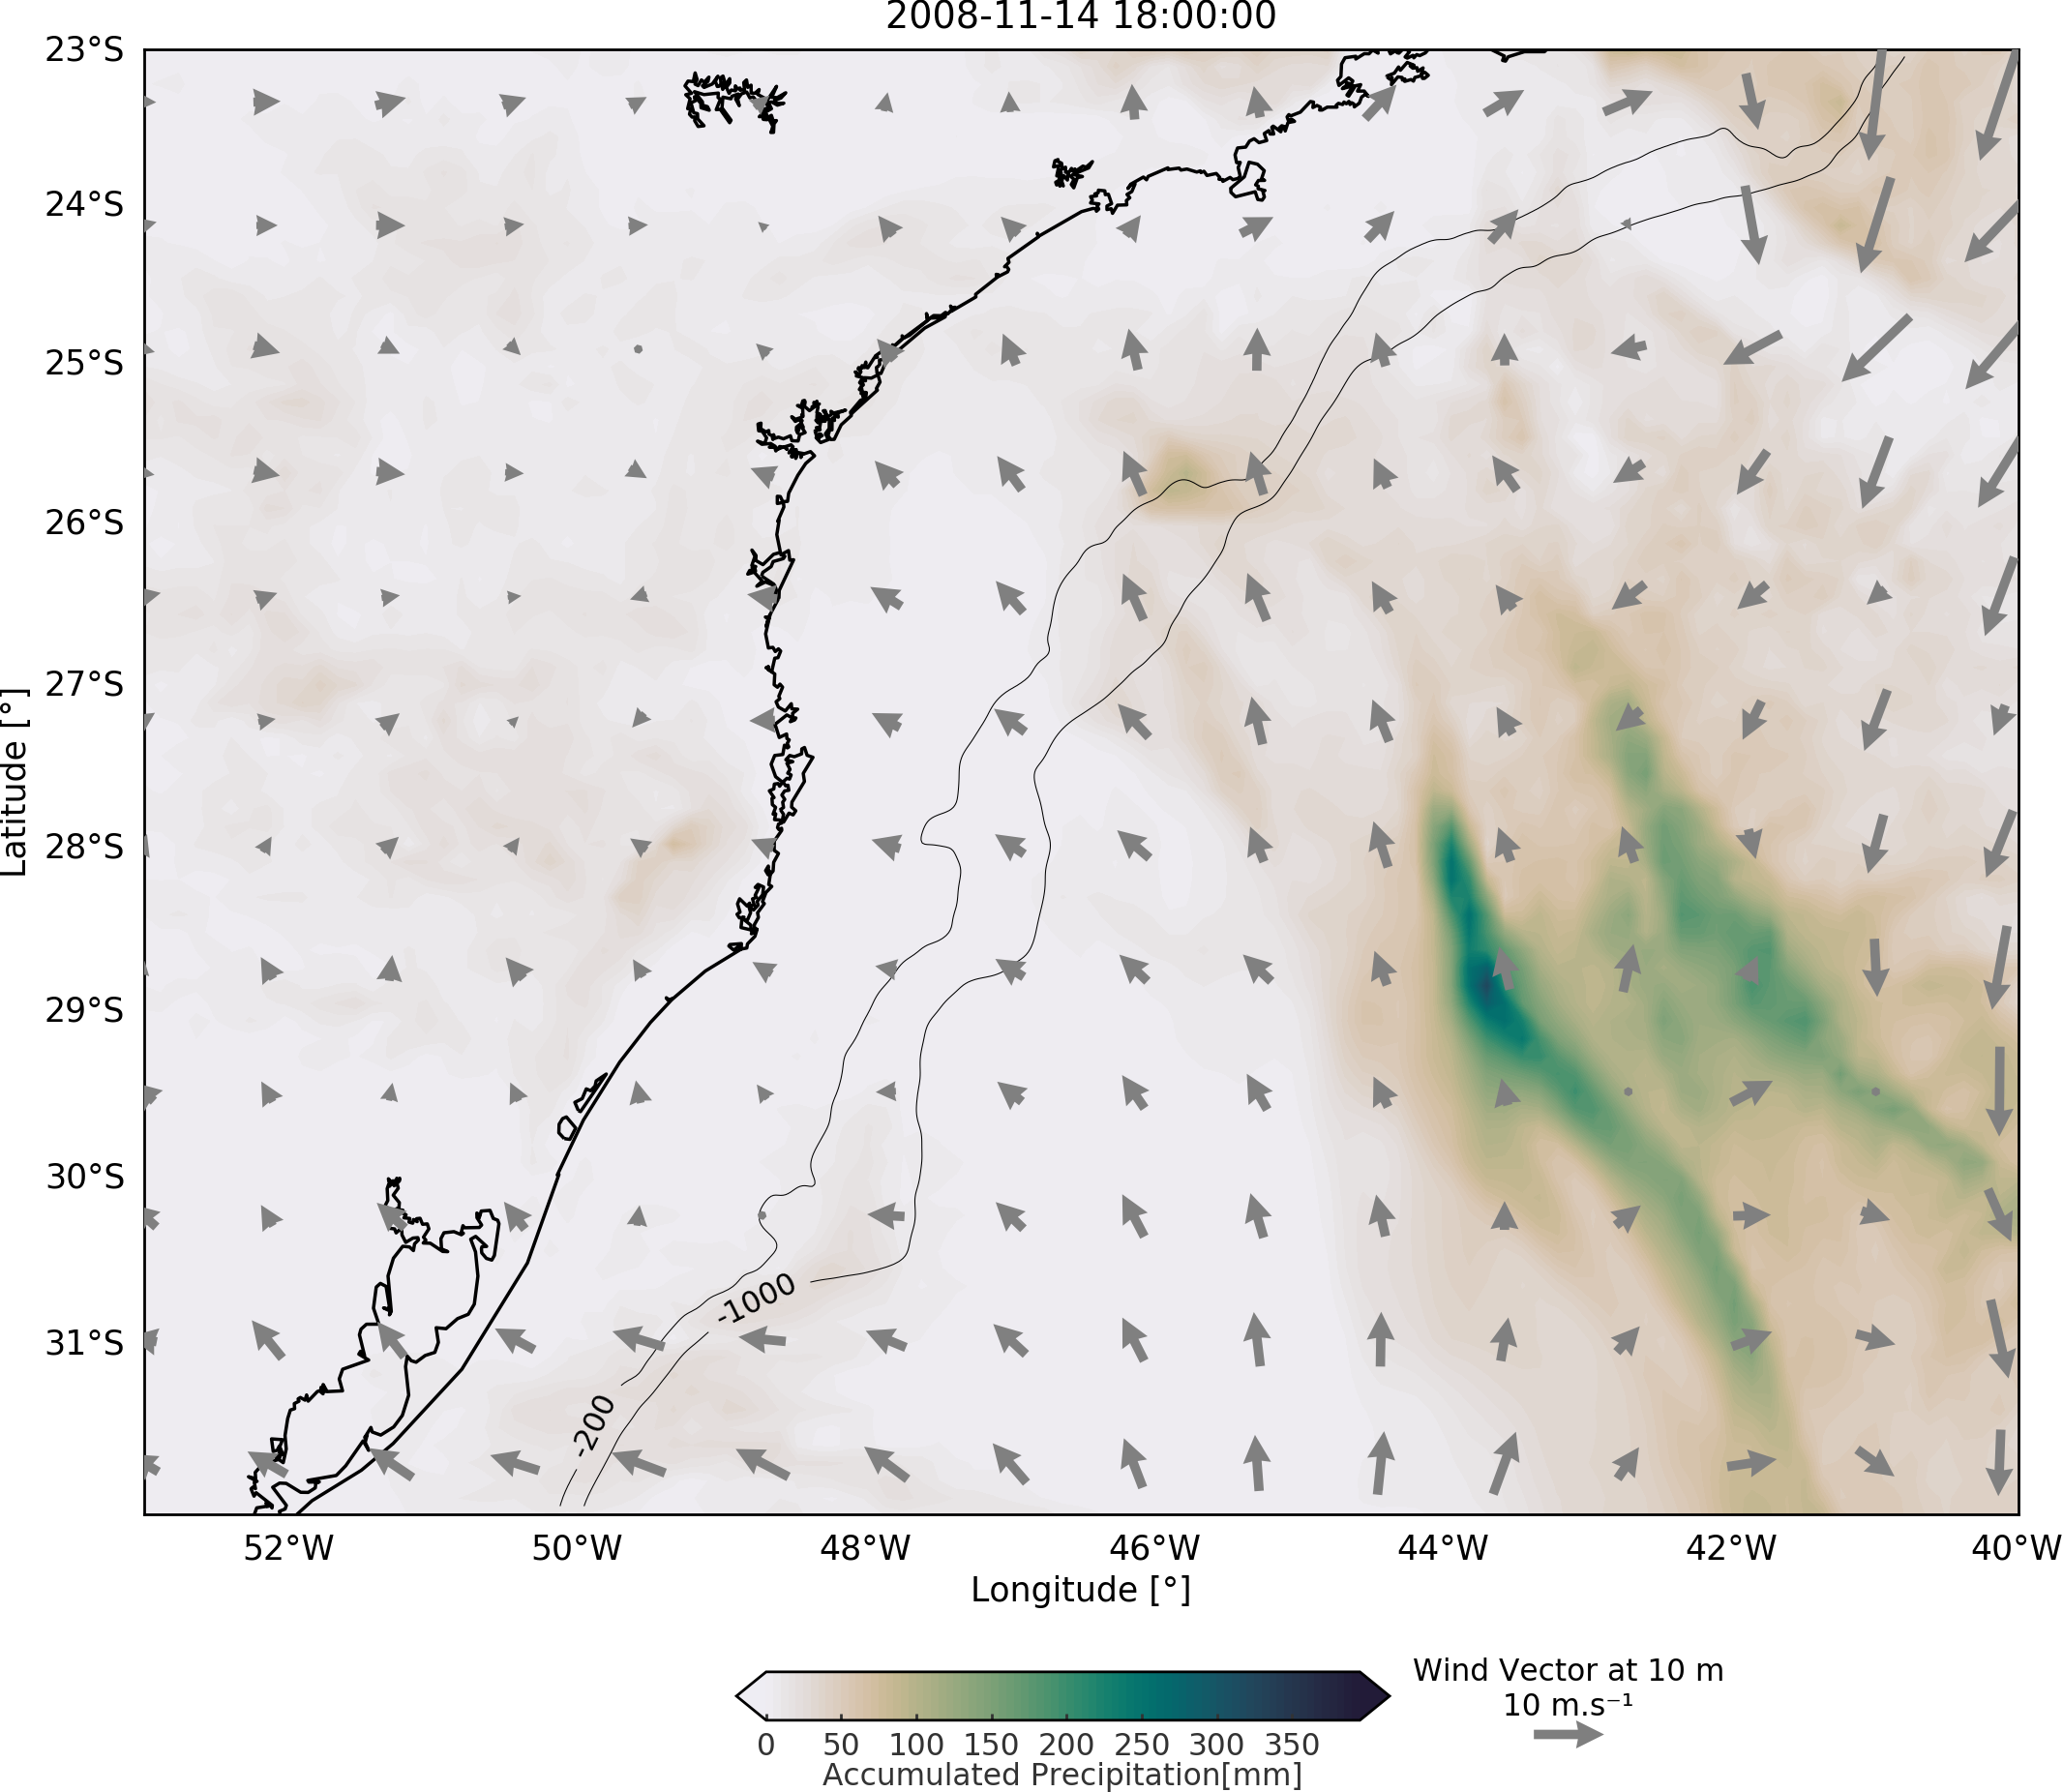 2008-11-14 18:00:00
23°S
24°S
25°S
26°S
27°S
28°S
29°S
30°S
31°S
Latitude [°]
-1000
-200
52°W 50°W 48°W 46°W 44°W 42°W 40°W
Longitude [°]
Wind Vector at 10 m
10 m.s⁻¹
0 50 100 150 200 250 300 350
Accumulated Precipitation[mm]